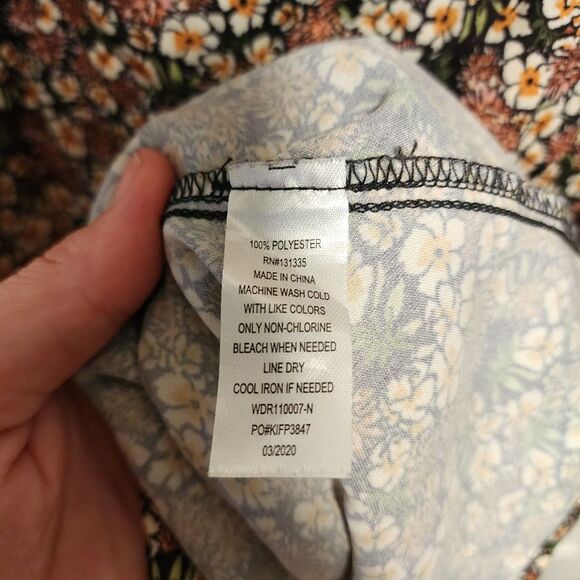 100% POLYESTER
RN#131335
MADE IN CHINA
MACHINE WASH COLD
WITH LIKE COLORS
ONLY NON-CHLORINE
BLEACH WHEN NEEDED
LINE DRY
COOL IRON IF NEEDED
WDR110007-N
PO#KIFP3847
03/2020